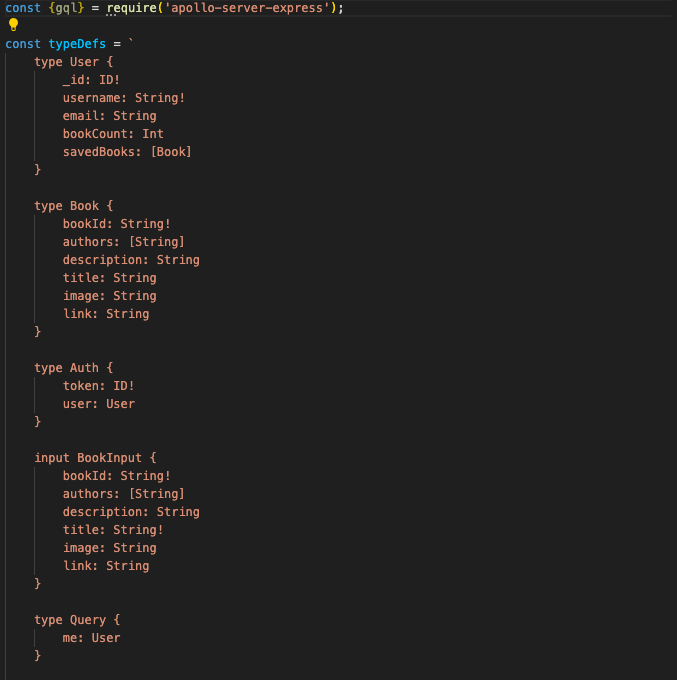 const {gql} = require('apollo-server-express');
const typeDefs = `
type User {
_id: ID!
username: String!
email: String
bookCount: Int
savedBooks: [Book]
}
type Book {
bookId: String!
authors: [String]
description: String
title: String
image: String
link: String
}
type Auth {
token: ID!
user: User
}
input BookInput {
bookId: String!
authors: [String]
description: String
title: String!
image: String
link: String
}
type Query {
me: User
}